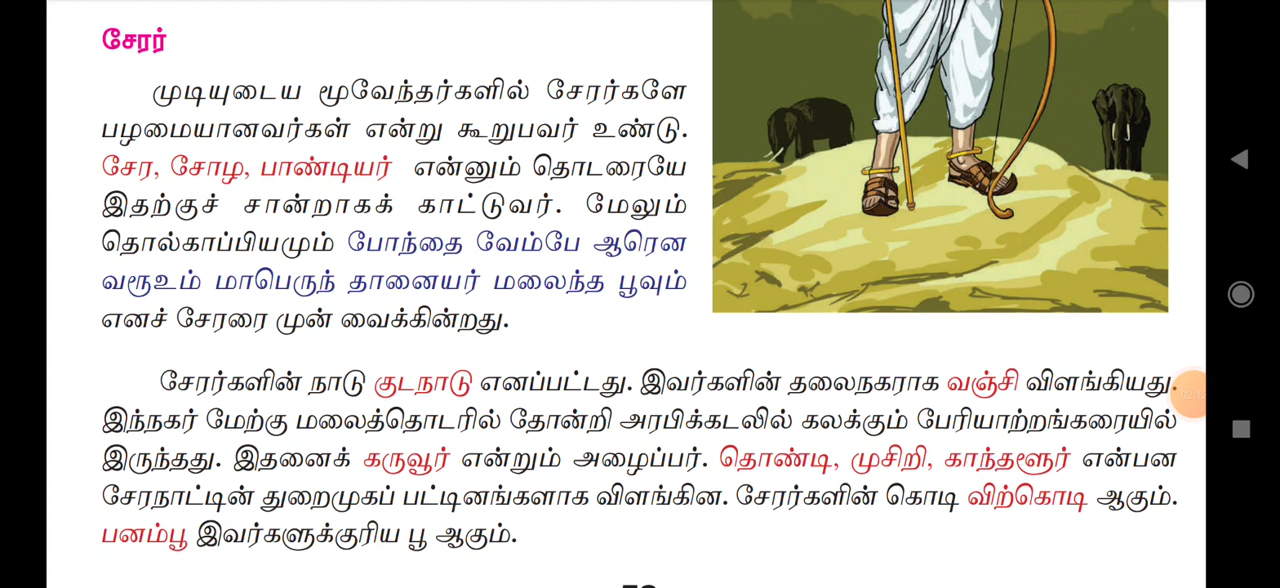 சேரர்
முடியுடைய மூவேந்தர்களில் சேரர்களே
பழமையானவர்கள் என்று கூறுபவர் உண்டு.
சேர, சோழ, பாண்டியர் என்னும் தொடரையே
இதற்குச் சான்றாகக் காட்டுவர். மேலும்
தொல்காப்பியமும் போந்தை வேம்பே ஆரென
வரூஉம் மாபெருந் தானையர் மலைந்த பூவும்
எனச் சேரரை முன் வைக்கின்றது.
சேரர்களின் நாடு குடநாடு எனப்பட்டது. இவர்களின் தலைநகராக வஞ்சி விளங்கியது.
இந்நகர் மேற்கு மலைத்தொடரில் தோன்றி அரபிக்கடலில் கலக்கும் பேரியாற்றங்கரையில்
இருந்தது. இதனைக் கருவூர் என்றும் அழைப்பர். தொண்டி, முசிறி, காந்தளூர் என்பன
சேரநாட்டின் துறைமுகப் பட்டினங்களாக விளங்கின. சேரர்களின் கொடி விற்கொடி ஆகும்.
பனம்பூ இவர்களுக்குரிய பூ ஆகும்.